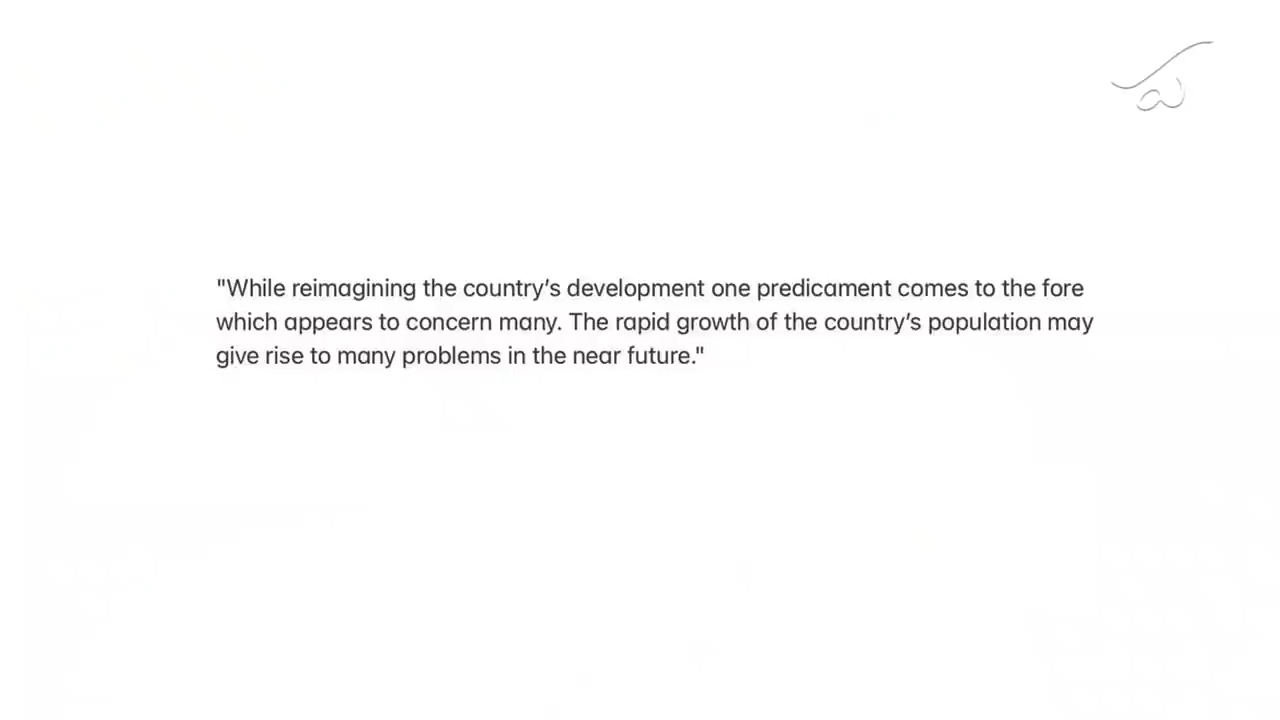 "While reimagining the country's development one predicament comes to the fore
which appears to concern many. The rapid growth of the country's population may
give rise to many problems in the near future."